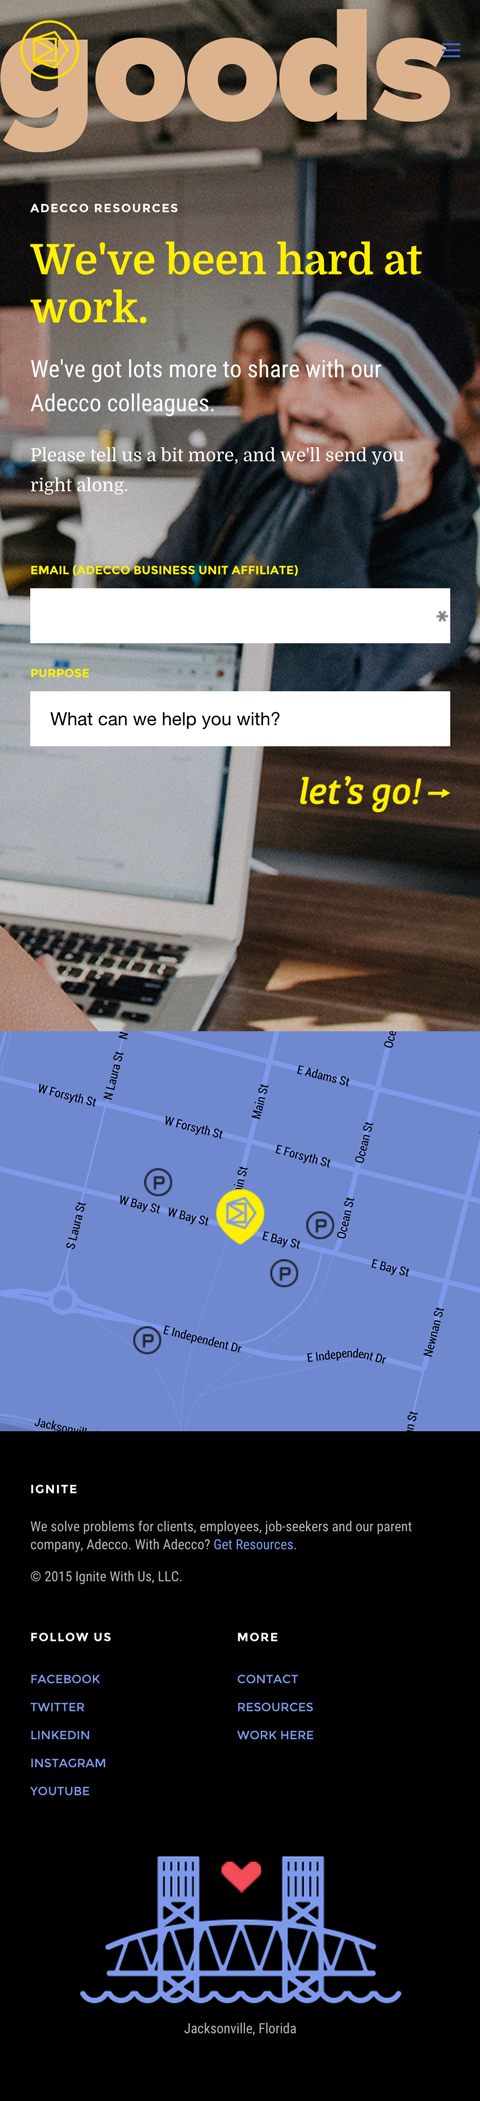 goods
ADECCO RESOURCES
We've been hard at
work.
We've got lots more to share with our
Adecco colleagues.
Please tell us a bit more, and we'll send you
right along.
EMAIL (ADECCO BUSINESS UNIT AFFILIATE)
*
PURPOSE
What can we help you with?
let's go! →
N
Oce
N Laura St
E Adams St
W Forsyth St
Main St
W Forsyth St
Ocean St
E Forsyth St
in St
P
W Bay St
W Bay St
S Laura St
P
Ocean St
E Bay St
E Bay St
P
P
E Independent Dr
E Independent Dr
Newnan St
n St
Jacksonvill
IGNITE
We solve problems for clients, employees, job-seekers and our parent
company, Adecco. With Adecco? Get Resources.
© 2015 Ignite With Us, LLC.
FOLLOW US
MORE
FACEBOOK
CONTACT
TWITTER
RESOURCES
LINKEDIN
WORK HERE
INSTAGRAM
YOUTUBE
Jacksonville, Florida